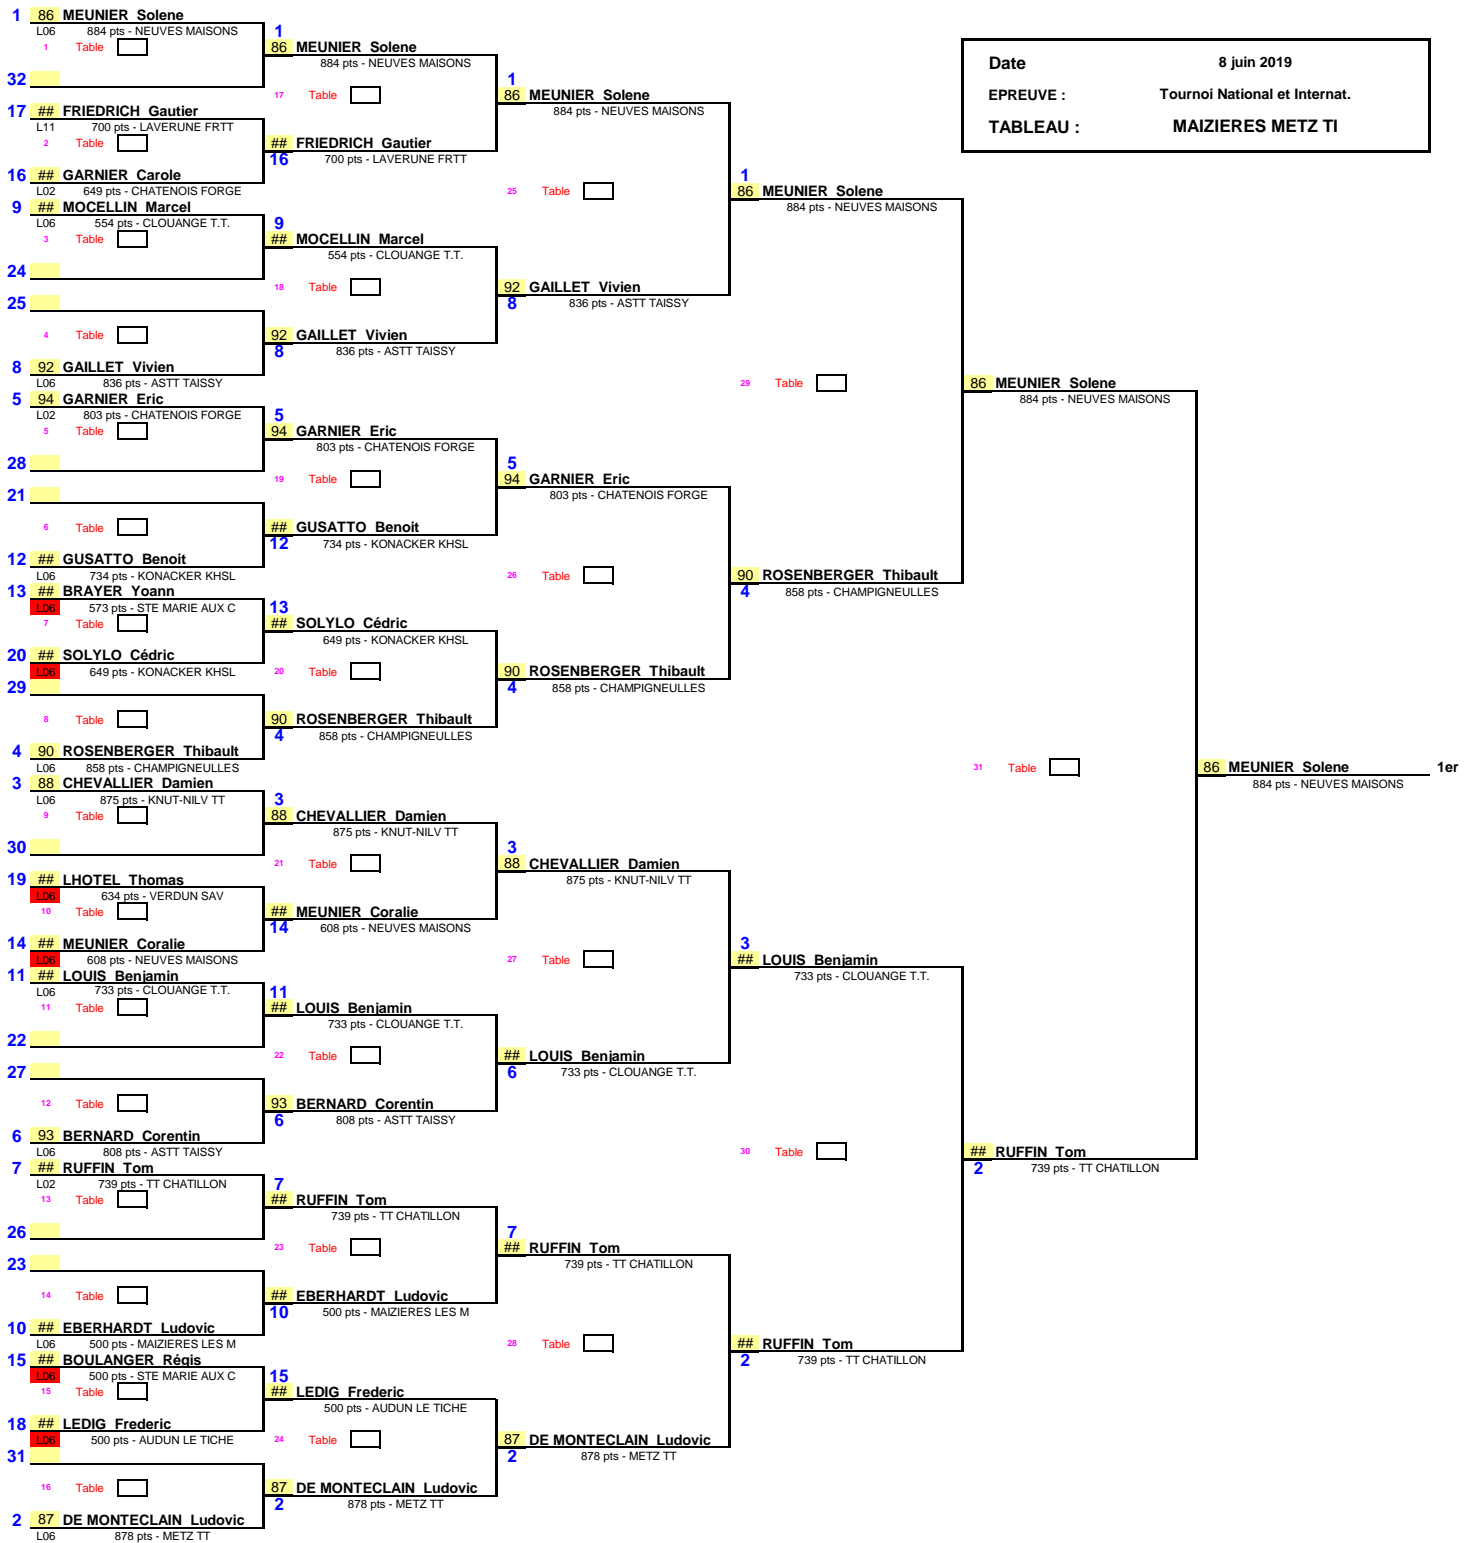 1 86 MEUNIER Solene
L06 884 pts - NEUVES MAISONS
1 Table
32
17 ## FRIEDRICH Gautier
L11 700 pts - LAVERUNE FRTT
2 Table
16 ## GARNIER Carole
L02 649 pts - CHATENOIS FORGE
9 ## MOCELLIN Marcel
L06 554 pts - CLOUANGE T.T.
3 Table
24
25
4 Table
8 92 GAILLET Vivien
L06 836 pts - ASTT TAISSY
5 94 GARNIER Eric
L02 803 pts - CHATENOIS FORGE
5 Table
28
21
6 Table
12 ## GUSATTO Benoit
L06 734 pts - KONACKER KHSL
13 ## BRAYER Yoann
L06 573 pts - STE MARIE AUX C
7 Table
20 ## SOLYLO Cédric
L06 649 pts - KONACKER KHSL
29
8 Table
4 90 ROSENBERGER Thibault
L06 858 pts - CHAMPIGNEULLES
3 88 CHEVALLIER Damien
L06 875 pts - KNUT-NILV TT
9 Table
30
19 ## LHOTEL Thomas
L06 634 pts - VERDUN SAV
10 Table
14 ## MEUNIER Coralie
L06 608 pts - NEUVES MAISONS
11 ## LOUIS Benjamin
L06 733 pts - CLOUANGE T.T.
11 Table
22
27
12 Table
6 93 BERNARD Corentin
L06 808 pts - ASTT TAISSY
7 ## RUFFIN Tom
L02 739 pts - TT CHATILLON
13 Table
26
23
14 Table
10 ## EBERHARDT Ludovic
L06 500 pts - MAIZIERES LES M
15 ## BOULANGER Régis
L06 500 pts - STE MARIE AUX C
15 Table
18 ## LEDIG Frederic
L06 500 pts - AUDUN LE TICHE
31
16 Table
2 87 DE MONTECLAIN Ludovic
L06 878 pts - METZ TT
1
86 MEUNIER Solene
884 pts - NEUVES MAISONS
17 Table
## FRIEDRICH Gautier
16 700 pts - LAVERUNE FRTT
9
## MOCELLIN Marcel
554 pts - CLOUANGE T.T.
18 Table
92 GAILLET Vivien
8 836 pts - ASTT TAISSY
5
94 GARNIER Eric
803 pts - CHATENOIS FORGE
19 Table
## GUSATTO Benoit
12 734 pts - KONACKER KHSL
13
## SOLYLO Cédric
649 pts - KONACKER KHSL
20 Table
90 ROSENBERGER Thibault
4 858 pts - CHAMPIGNEULLES
3
88 CHEVALLIER Damien
875 pts - KNUT-NILV TT
21 Table
## MEUNIER Coralie
14 608 pts - NEUVES MAISONS
11
## LOUIS Benjamin
733 pts - CLOUANGE T.T.
22 Table
93 BERNARD Corentin
6 808 pts - ASTT TAISSY
7
## RUFFIN Tom
739 pts - TT CHATILLON
23 Table
## EBERHARDT Ludovic
10 500 pts - MAIZIERES LES M
15
## LEDIG Frederic
500 pts - AUDUN LE TICHE
24 Table
87 DE MONTECLAIN Ludovic
2 878 pts - METZ TT
1
86 MEUNIER Solene
884 pts - NEUVES MAISONS
25 Table
92 GAILLET Vivien
8 836 pts - ASTT TAISSY
5
94 GARNIER Eric
803 pts - CHATENOIS FORGE
26 Table
90 ROSENBERGER Thibault
4 858 pts - CHAMPIGNEULLES
3
88 CHEVALLIER Damien
875 pts - KNUT-NILV TT
27 Table
## LOUIS Benjamin
6 733 pts - CLOUANGE T.T.
7
## RUFFIN Tom
739 pts - TT CHATILLON
28 Table
87 DE MONTECLAIN Ludovic
2 878 pts - METZ TT
1
86 MEUNIER Solene
884 pts - NEUVES MAISONS
29 Table
90 ROSENBERGER Thibault
4 858 pts - CHAMPIGNEULLES
3
## LOUIS Benjamin
733 pts - CLOUANGE T.T.
30 Table
## RUFFIN Tom
2 739 pts - TT CHATILLON
Date 8 juin 2019
EPREUVE : Tournoi National et Internat.
TABLEAU : MAIZIERES METZ TI
86 MEUNIER Solene
884 pts - NEUVES MAISONS
31 Table
## RUFFIN Tom
2 739 pts - TT CHATILLON
86 MEUNIER Solene 1er
884 pts - NEUVES MAISONS